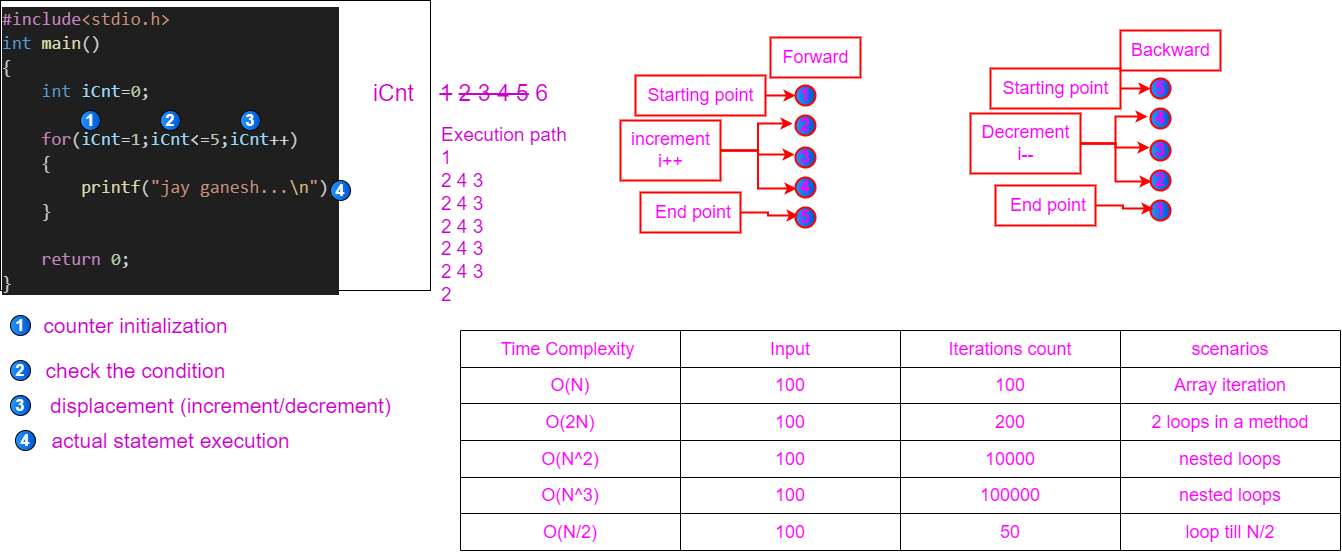 #include<stdio.h>
int main()
{
int iCnt=0;
1 2 3
for(iCnt=1;iCnt<=5;iCnt++)
{
printf("jay ganesh...\n") 4
}
return 0;
}
1 counter initialization
2 check the condition
3 displacement (increment/decrement)
4 actual statemet execution
iCnt 1 2 3 4 5 6
Execution path
1
2 4 3
2 4 3
2 4 3
2 4 3
2 4 3
2
Forward
Starting point 1
2
increment
i++
3
4
End point 5
Backward
Starting point 5
4
Decrement
i--
3
2
End point 1
Time Complexity Input Iterations count scenarios
O(N) 100 100 Array iteration
O(2N) 100 200 2 loops in a method
O(N^2) 100 10000 nested loops
O(N^3) 100 100000 nested loops
O(N/2) 100 50 loop till N/2